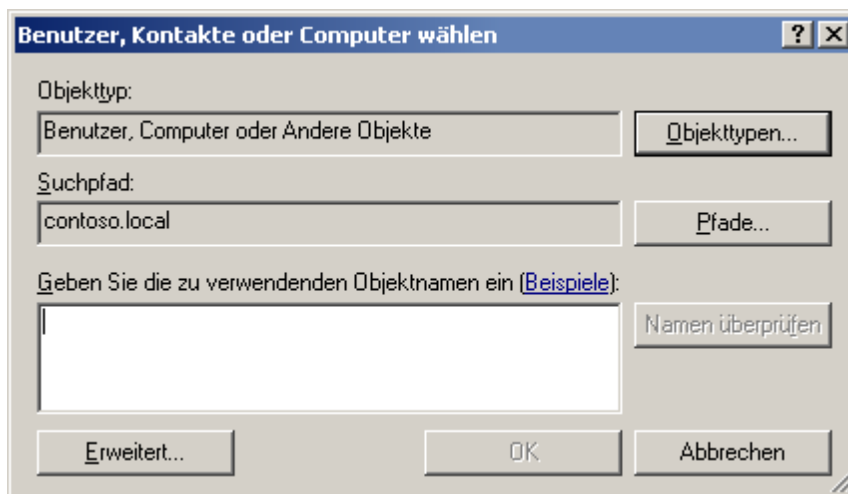 Benutzer, Kontakte oder Computer wählen
Objekttyp:
Benutzer, Computer oder Andere Objekte
Objekttypen...
Suchpfad:
contoso.local
Pfade...
Geben Sie die zu verwendenden Objektnamen ein (Beispiele):
Namen überprüfen
Erweitert...
OK
Abbrechen